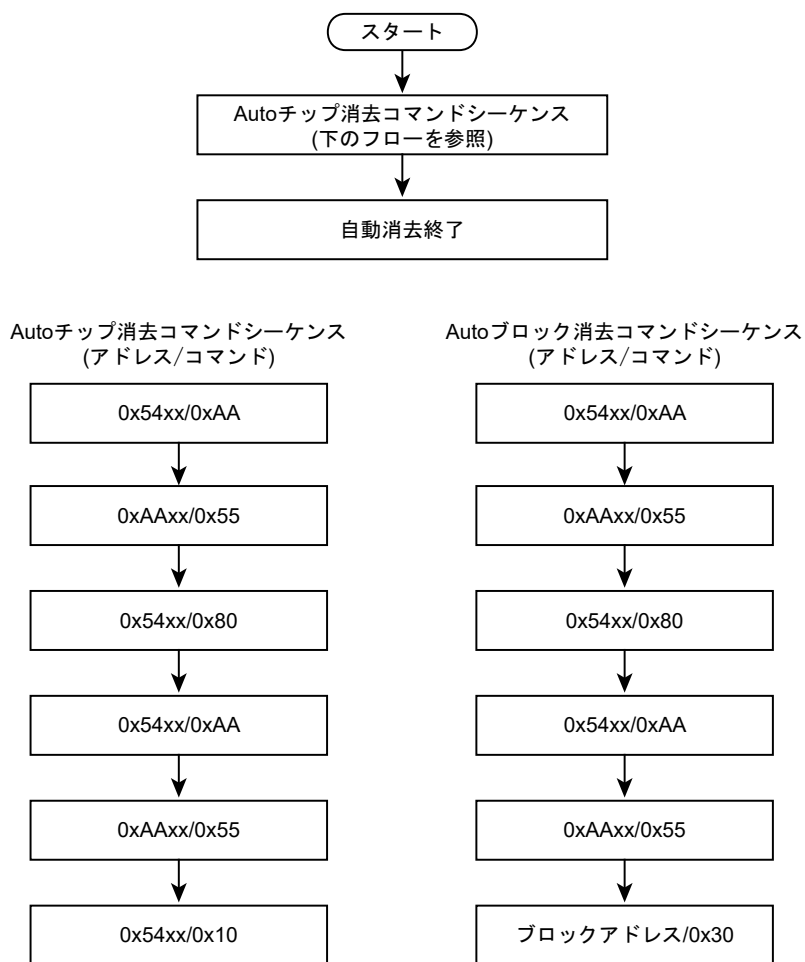 スタート
Autoチップ消去コマンドシーケンス
(下のフローを参照)
自動消去終了
Autoチップ消去コマンドシーケンス
(アドレス/コマンド)
0x54xx/0xAA
0xAAxx/0x55
0x54xx/0x80
0x54xx/0xAA
0xAAxx/0x55
0x54xx/0x10
Autoブロック消去コマンドシーケンス
(アドレス/コマンド)
0x54xx/0xAA
0xAAxx/0x55
0x54xx/0x80
0x54xx/0xAA
0xAAxx/0x55
ブロックアドレス/0x30